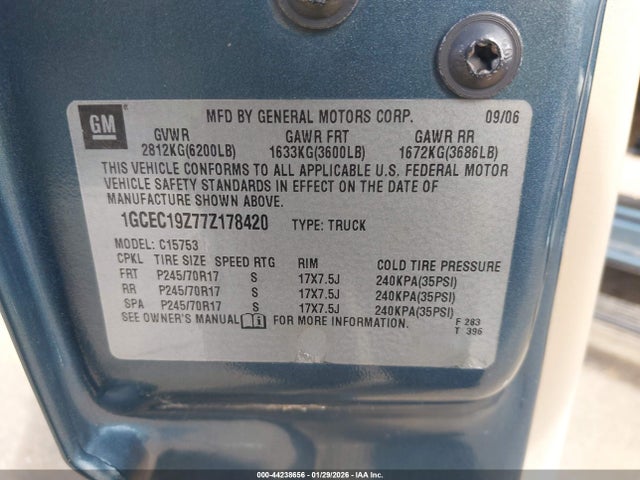 GM
MFD BY GENERAL MOTORS CORP. 09/06
GVWR GAWR FRT GAWR RR
2812KG(6200LB) 1633KG(3600LB) 1672KG(3686LB)
THIS VEHICLE CONFORMS TO ALL APPLICABLE U.S. FEDERAL MOTOR
VEHICLE SAFETY STANDARDS IN EFFECT ON THE DATE OF
MANUFACTURE SHOWN ABOVE.
1GCEC19Z77Z178420 TYPE: TRUCK
MODEL: C15753
CPKL TIRE SIZE SPEED RTG RIM COLD TIRE PRESSURE
FRT P245/70R17 S 17X7.5J 240KPA(35PSI)
RR P245/70R17 S 17X7.5J 240KPA(35PSI)
SPA P245/70R17 S 17X7.5J 240KPA(35PSI)
SEE OWNER'S MANUAL FOR MORE INFORMATION.
F 283
T 396
000-44238656 - 01/29/2026 - IAA Inc.